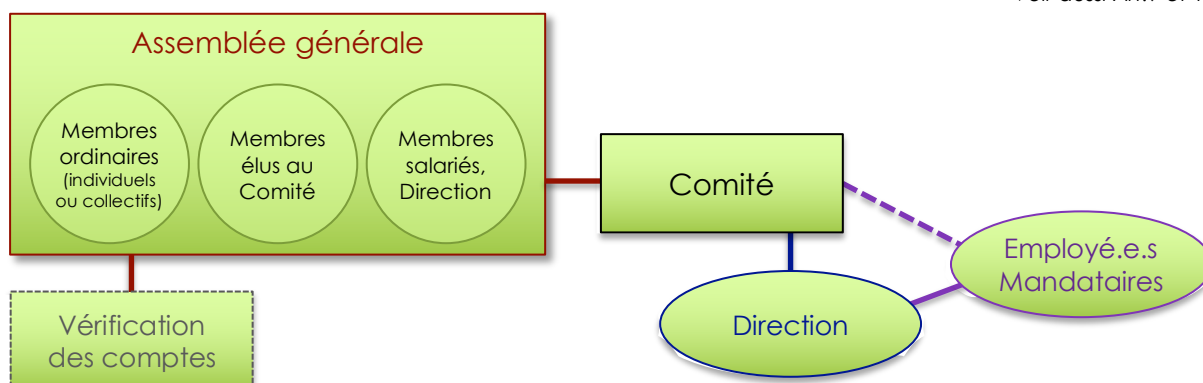 Assemblée générale
Membres
ordinaires
(individuels
ou collectifs)
Membres
élus au
Comité
Membres
salariés,
Direction
Comité
Employé.e.s
Mandataires
Direction
Vérification
des comptes